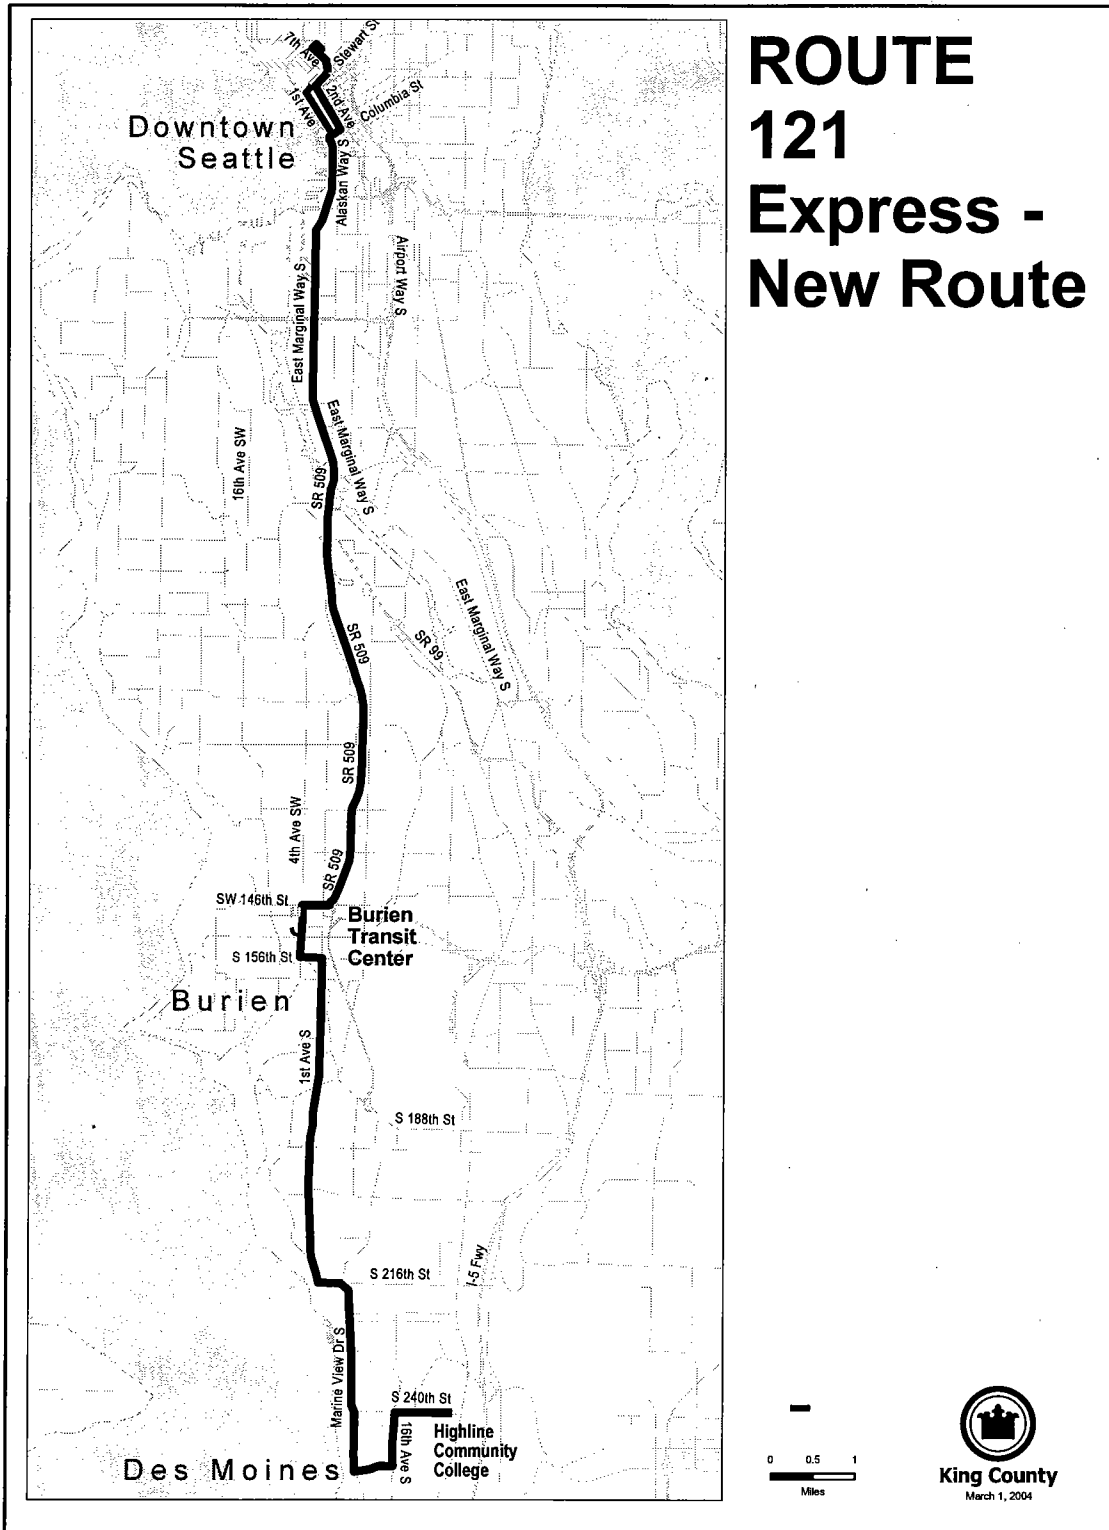 ROUTE
121
Express -
New Route
7th Ave
Stewart St
1st Ave
2nd Ave
Columbia St
Downtown
Seattle
Alaskan Way S
Airport Way S
East Marginal Way S
East Marginal Way S
16th Ave SW
SR 509
East Marginal Way S
SR 509
SR 99
SR 509
4th Ave SW
SR 509
SW 146th St
Burien
Transit
Center
S 156th St
Burien
1st Ave S
S 188th St
S 216th St
I-5 Fwy
Marine View Dr S
S 240th St
16th Ave S
Highline
Community
College
Des Moines
0 0.5 1
Miles
King County
March 1, 2004